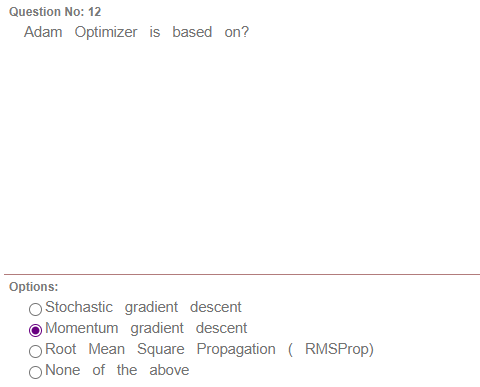 Question No: 12
Adam Optimizer is based on?
Options:
Stochastic gradient descent
Momentum gradient descent
Root Mean Square Propagation ( RMSProp)
None of the above